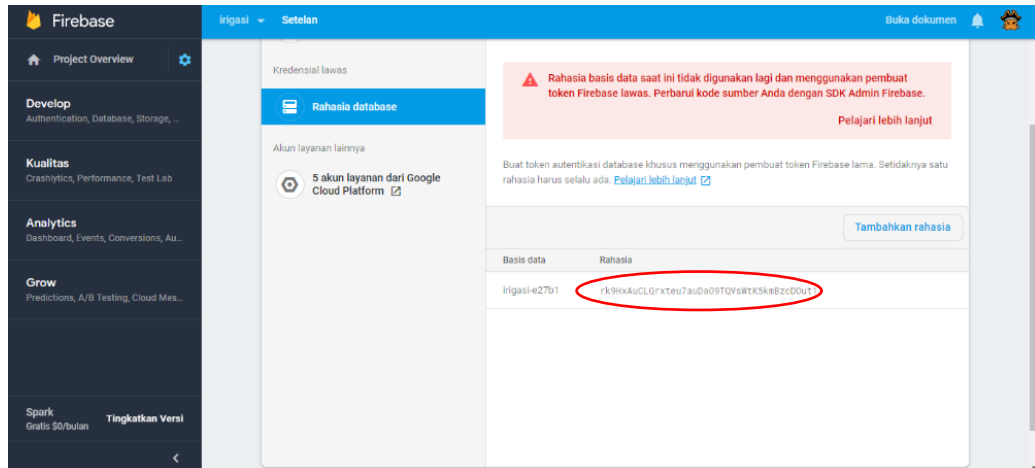 Firebase
irigasi
Setelan
Buka dokumen
Project Overview
Develop
Authentication, Database, Storage, ...
Kualitas
Crashlytics, Performance, Test Lab
Analytics
Dashboard, Events, Conversions, Au...
Grow
Predictions, A/B Testing, Cloud Mes...
Spark
Gratis $0/bulan
Tingkatkan Versi
Kredensial lawas
Rahasia database
Akun layanan lainnya
5 akun layanan dari Google
Cloud Platform
Rahasia basis data saat ini tidak digunakan lagi dan menggunakan pembuat
token Firebase lawas. Perbarui kode sumber Anda dengan SDK Admin Firebase.
Pelajari lebih lanjut
Buat token autentikasi database khusus menggunakan pembuat token Firebase lama. Setidaknya satu
rahasia harus selalu ada. Pelajari lebih lanjut
Tambahkan rahasia
Basis data
Rahasia
irigasi-e27b1